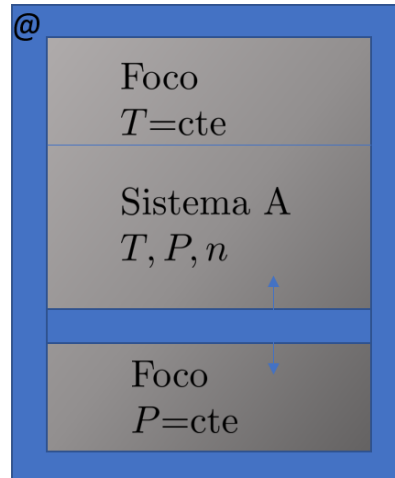 @
Foco
T=cte
Sistema A
T, P, n
Foco
P=cte